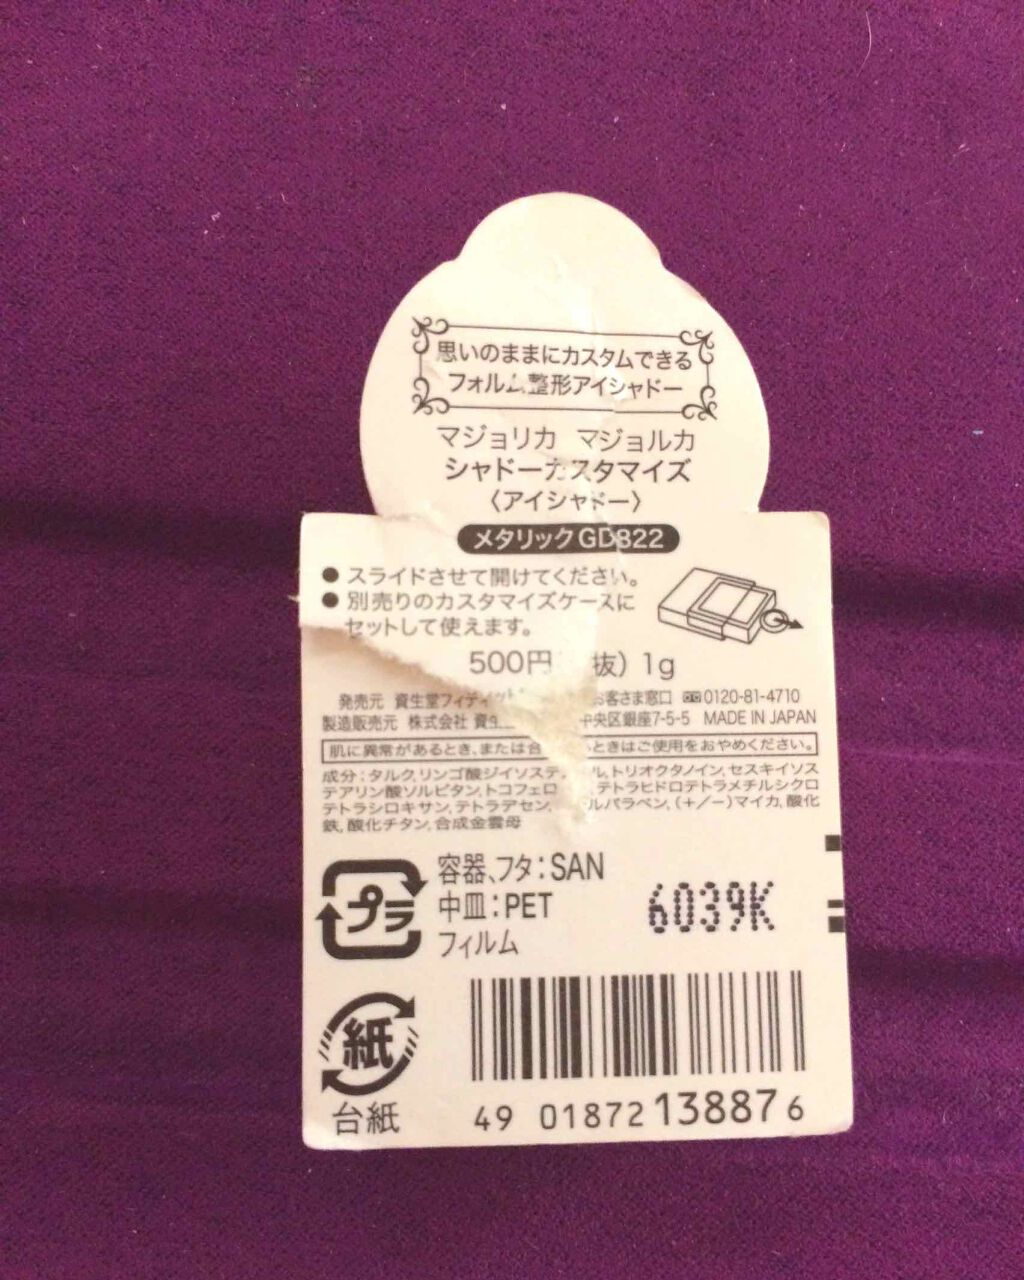 思いのままにカスタムできる
フォルム整形アイシャドー
マジョリカ マジョルカ
シャドーカスタマイズ
〈アイシャドー〉
メタリックGD822
●スライドさせて開けてください。
●別売りのカスタマイズケースに
セットして使えます。
500円 抜) 1g
発売元 資生堂フィティット お客さま窓口 0120-81-4710
製造販売元 株式会社 資生 中央区銀座7-5-5 MADE IN JAPAN
肌に異常があるとき、または合 いときはご使用をおやめください。
成分:タルク,リンゴ酸ジイソステ ル,トリオクタノイン,セスキイソス
テアリン酸ソルビタン,トコフェロ テトラヒドロテトラメチルシクロ
テトラシロキサン,テトラデセン, ルパラベン,(+/−)マイカ,酸化
鉄,酸化チタン,合成金雲母
プラ
容器、フタ:SAN
中皿:PET
フィルム
6039K
紙
台紙
49 01872 13887 6